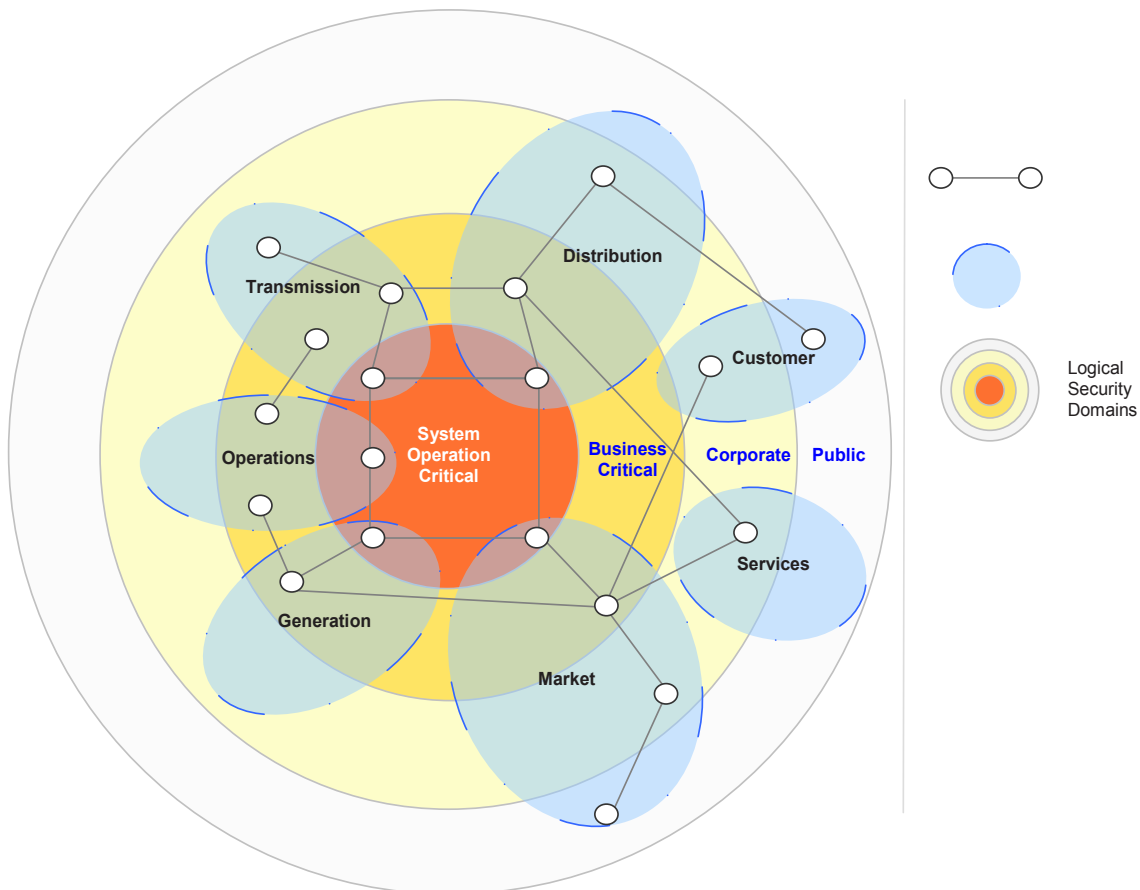 Distribution
Transmission
Customer
System
Operation
Critical
Business
Critical
Corporate
Public
Operations
Services
Generation
Market
Logical
Security
Domains